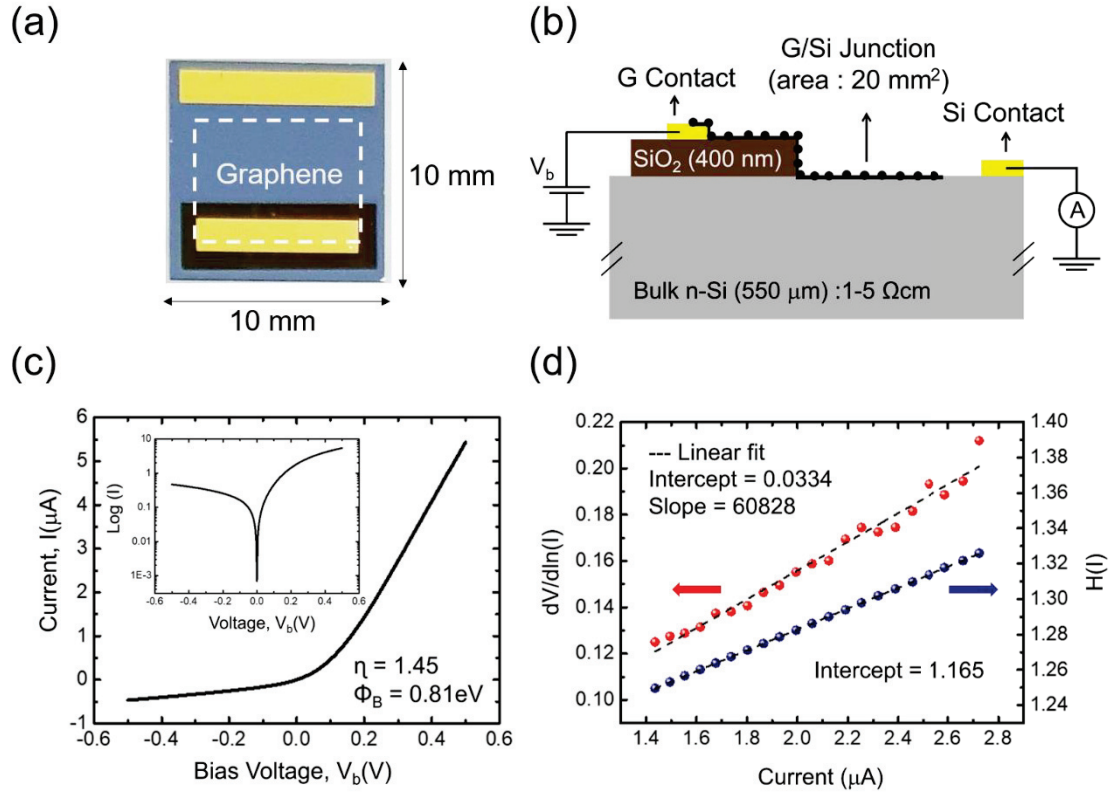 (a)
Graphene
10 mm
10 mm
(b)
G/Si Junction
(area : 20 mm²)
G Contact
Si Contact
V_b
SiO₂ (400 nm)
A
Bulk n-Si (550 μm) :1-5 Ωcm
(c)
Current, I(μA)
6
5
4
3
2
1
0
-1
-0.6 -0.4 -0.2 0.0 0.2 0.4 0.6
Bias Voltage, V_b(V)
Log (I)
10
1
0.1
0.01
1E-3
-0.6 -0.4 -0.2 0.0 0.2 0.4 0.6
Voltage, V_b(V)
η = 1.45
Φ_B = 0.81eV
(d)
dV/dln(I)
0.22
0.20
0.18
0.16
0.14
0.12
0.10
--- Linear fit
Intercept = 0.0334
Slope = 60828
Intercept = 1.165
1.40
1.38
1.36
1.34
1.32
1.30
1.28
1.26
1.24
H(I)
1.4 1.6 1.8 2.0 2.2 2.4 2.6 2.8
Current (μA)